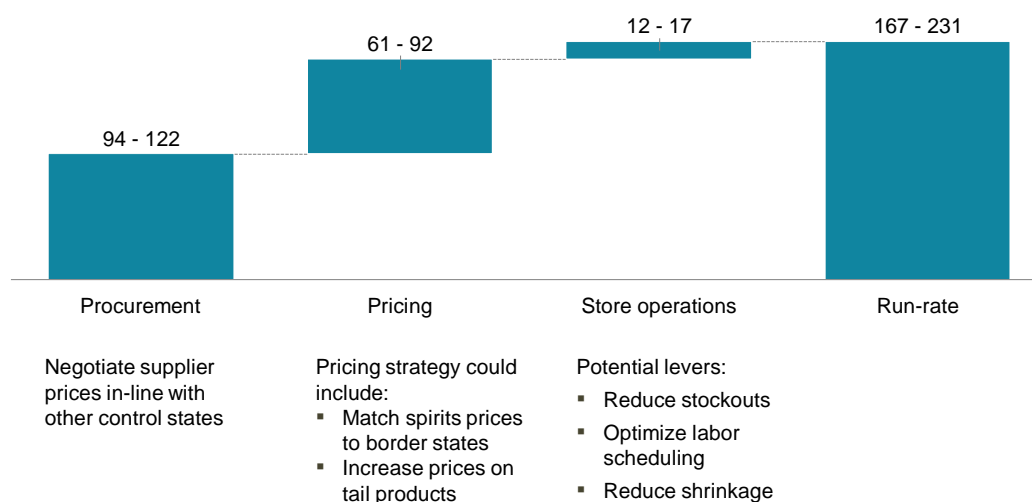 12 - 17
167 - 231
61 - 92
94 - 122
Procurement
Pricing
Store operations
Run-rate
Negotiate supplier
prices in-line with
other control states
Pricing strategy could
include:
▪ Match spirits prices
to border states
▪ Increase prices on
tail products
Potential levers:
▪ Reduce stockouts
▪ Optimize labor
scheduling
▪ Reduce shrinkage